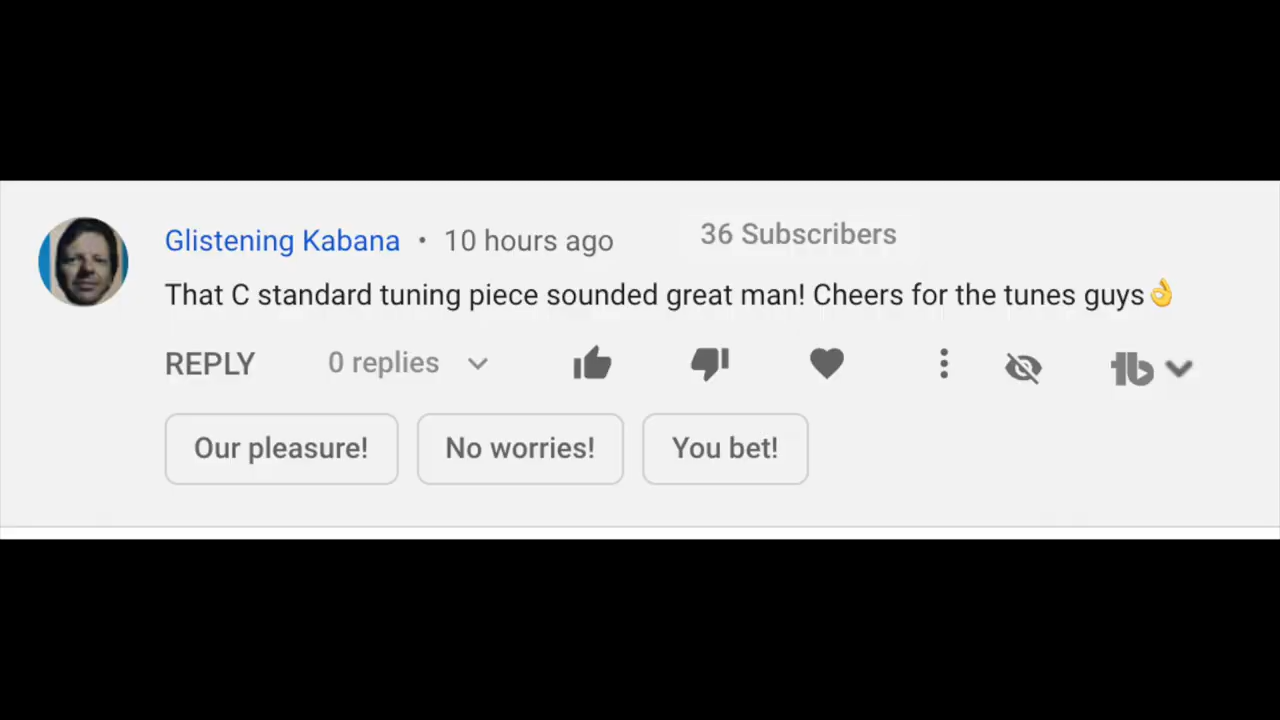 Glistening Kabana • 10 hours ago 36 Subscribers
That C standard tuning piece sounded great man! Cheers for the tunes guys👌
REPLY 0 replies tb
Our pleasure! No worries! You bet!